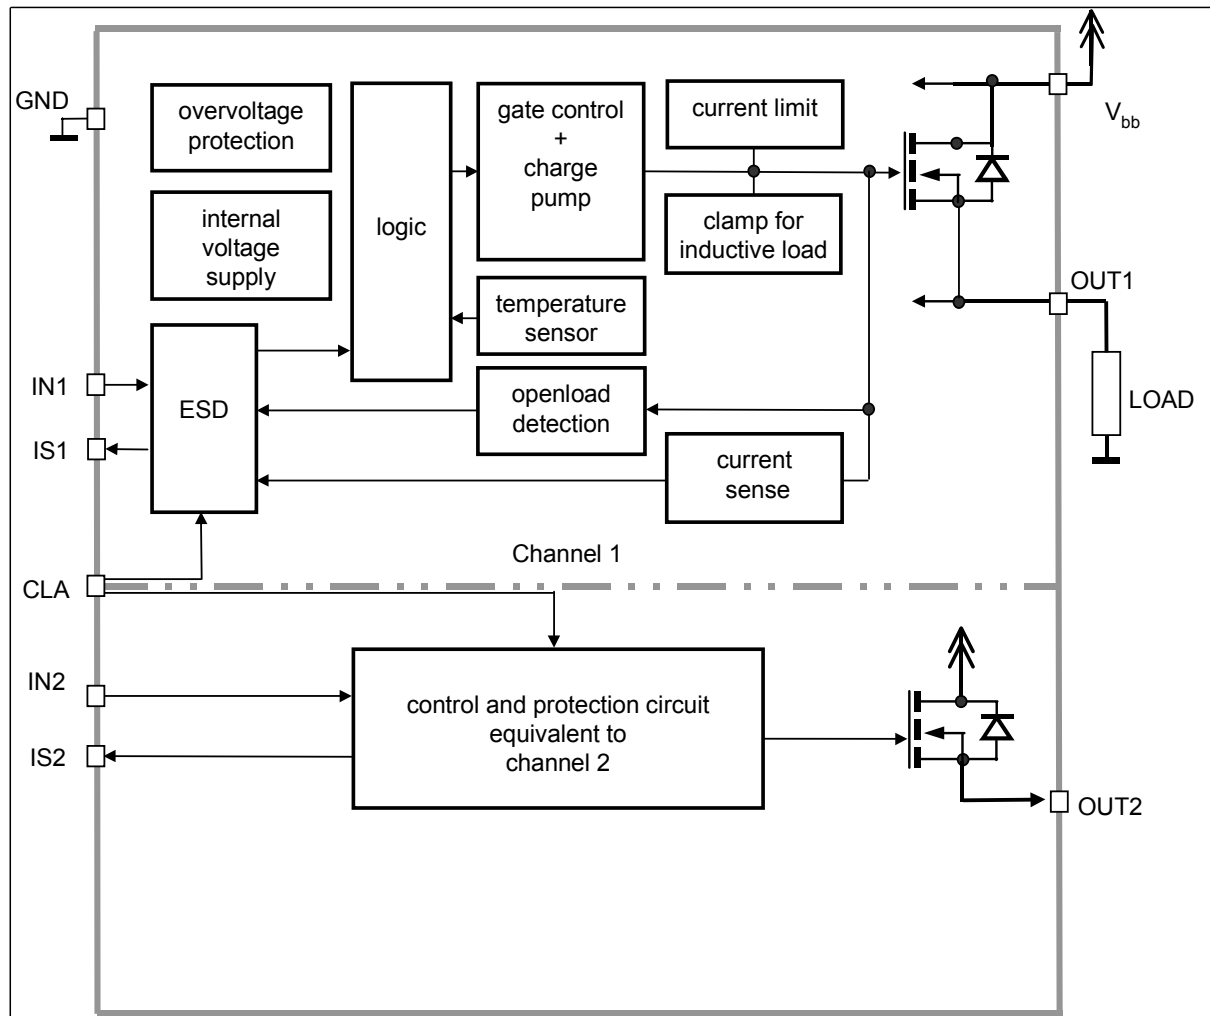 GND
overvoltage
protection
internal
voltage
supply
logic
gate control
+
charge
pump
current limit
clamp for
inductive load
V_bb
OUT1
temperature
sensor
IN1
ESD
openload
detection
LOAD
IS1
current
sense
Channel 1
CLA
IN2
control and protection circuit
equivalent to
channel 2
IS2
OUT2